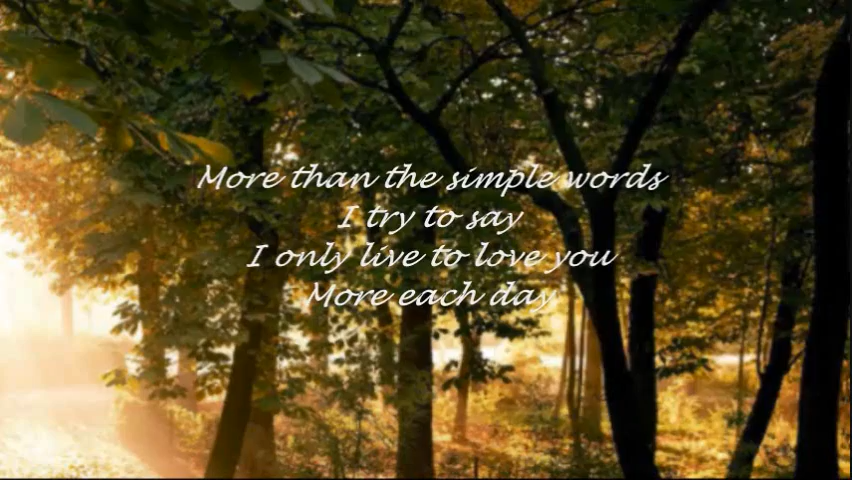 More than the simple words
I try to say
I only live to love you
More each day